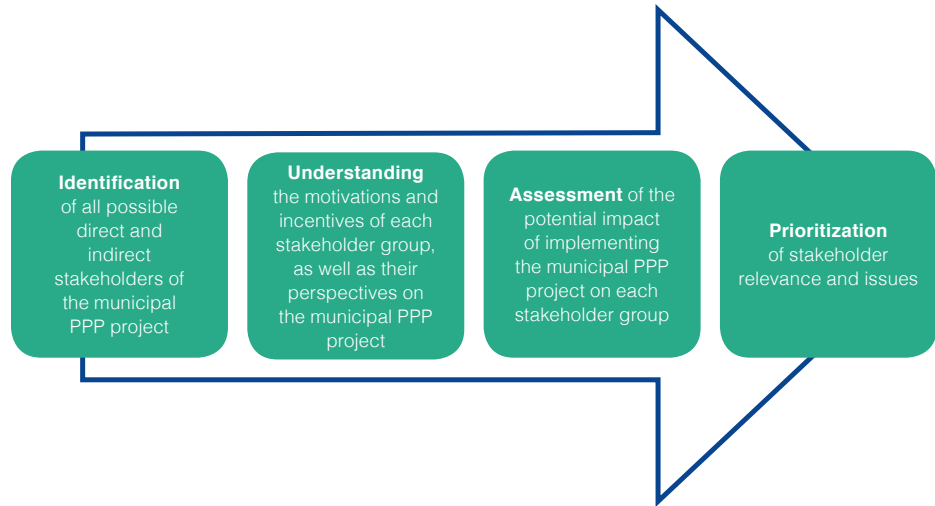 Identification
of all possible
direct and
indirect
stakeholders of
the municipal
PPP project
Understanding
the motivations and
incentives of each
stakeholder group,
as well as their
perspectives on
the municipal PPP
project
Assessment of the
potential impact
of implementing
the municipal PPP
project on each
stakeholder group
Prioritization
of stakeholder
relevance and issues